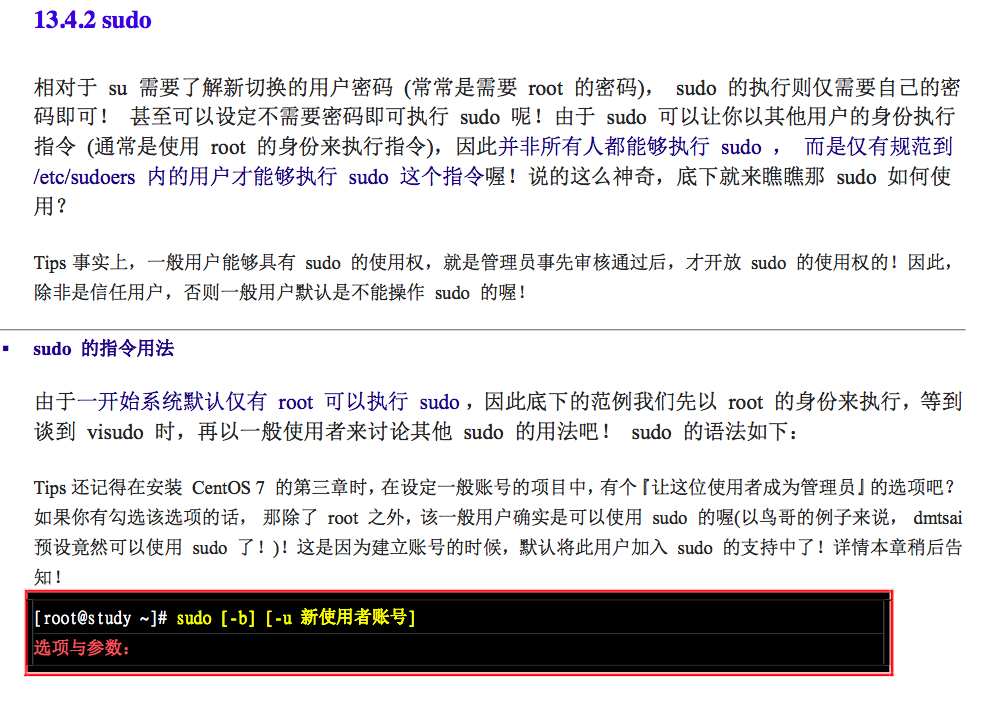 13.4.2 sudo
相对于 su 需要了解新切换的用户密码 (常常是需要 root 的密码)， sudo 的执行则仅需要自己的密
码即可！ 甚至可以设定不需要密码即可执行 sudo 呢！由于 sudo 可以让你以其他用户的身份执行
指令 (通常是使用 root 的身份来执行指令)，因此并非所有人都能够执行 sudo ， 而是仅有规范到
/etc/sudoers 内的用户才能够执行 sudo 这个指令喔！说的这么神奇，底下就来瞧瞧那 sudo 如何使
用？
Tips 事实上，一般用户能够具有 sudo 的使用权，就是管理员事先审核通过后，才开放 sudo 的使用权的！因此，
除非是信任用户，否则一般用户默认是不能操作 sudo 的喔！
▪ sudo 的指令用法
由于一开始系统默认仅有 root 可以执行 sudo ，因此底下的范例我们先以 root 的身份来执行，等到
谈到 visudo 时，再以一般使用者来讨论其他 sudo 的用法吧！ sudo 的语法如下：
Tips 还记得在安装 CentOS 7 的第三章时，在设定一般账号的项目中，有个『让这位使用者成为管理员』的选项吧？
如果你有勾选该选项的话， 那除了 root 之外，该一般用户确实是可以使用 sudo 的喔(以鸟哥的例子来说， dmtsai
预设竟然可以使用 sudo 了！)！这是因为建立账号的时候，默认将此用户加入 sudo 的支持中了！详情本章稍后告
知！
[root@study ~]# sudo [-b] [-u 新使用者账号]
选项与参数：